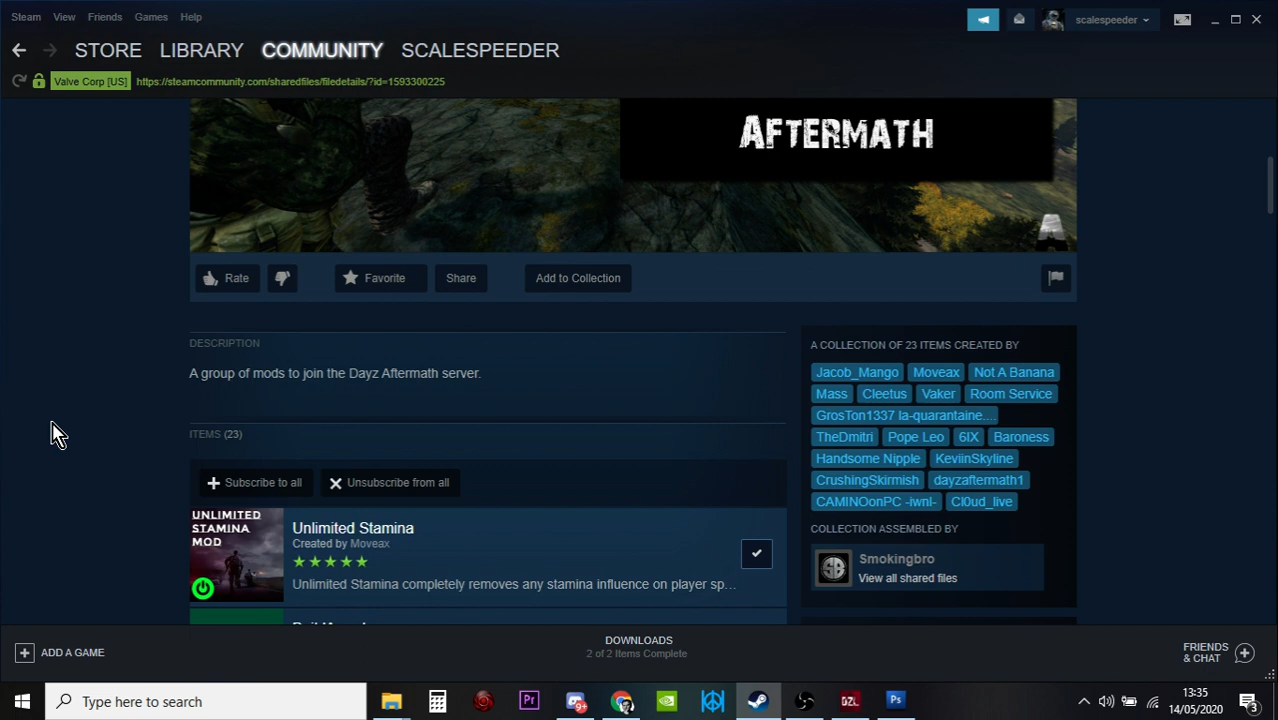 Steam View Friends Games Help
scalespeeder
STORE LIBRARY COMMUNITY SCALESPEEDER
Valve Corp [US] https://steamcommunity.com/sharedfiles/filedetails/?id=1593300225
AFTERMATH
Rate Favorite Share Add to Collection
DESCRIPTION
A group of mods to join the Dayz Aftermath server.
ITEMS (23)
Subscribe to all Unsubscribe from all
UNLIMITED
STAMINA
MOD
Unlimited Stamina
Created by Moveax
Unlimited Stamina completely removes any stamina influence on player sp...
A COLLECTION OF 23 ITEMS CREATED BY
Jacob_Mango Moveax Not A Banana
Mass Cleetus Vaker Room Service
GrosTon1337 la-quarantaine....
TheDmitri Pope Leo 6IX Baroness
Handsome Nipple KeviinSkyline
CrushingSkirmish dayzaftermath1
CAMINOonPC -iwnl- Cl0ud_live
COLLECTION ASSEMBLED BY
SB
Smokingbro
View all shared files
ADD A GAME
DOWNLOADS
2 of 2 Items Complete
FRIENDS
& CHAT
Type here to search
Pr
9+
DZL
Ps
13:35
14/05/2020
3